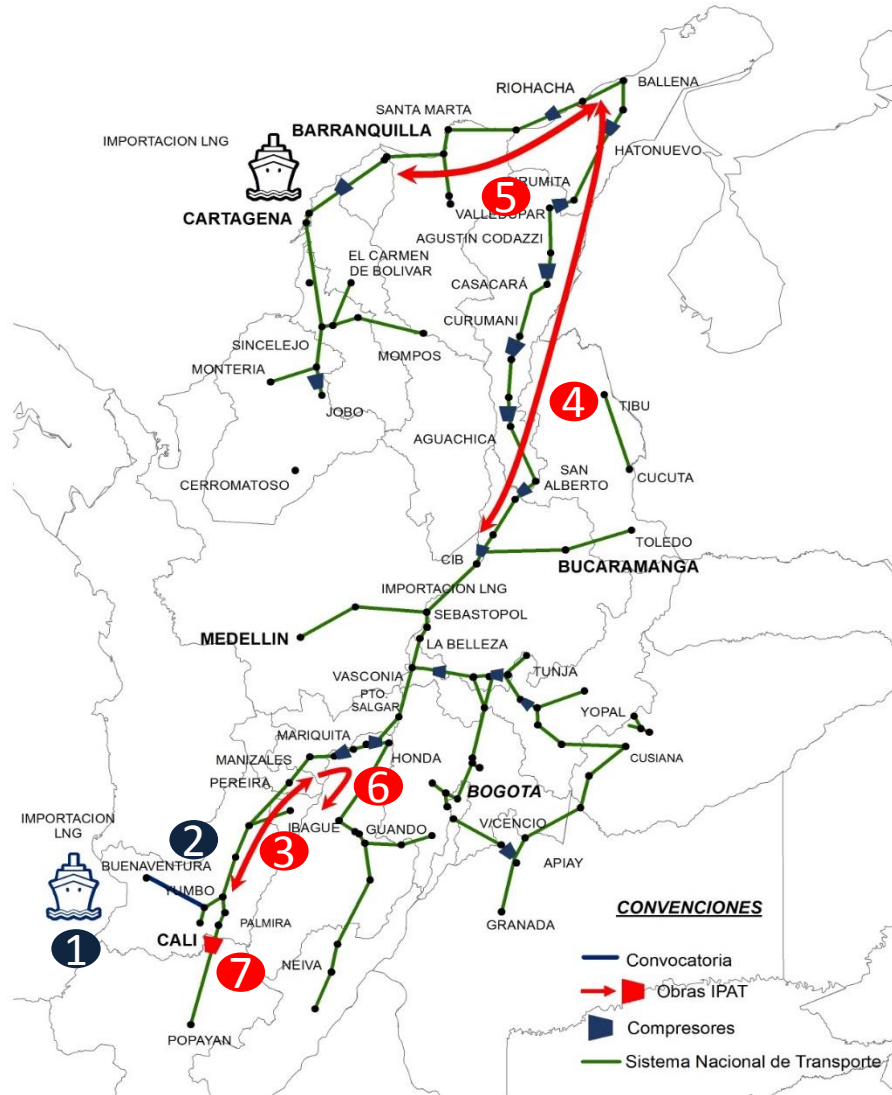 RIOHACHA
BALLENA
SANTA MARTA
BARRANQUILLA
IMPORTACION LNG
HATONUEVO
5
VALLEDUPAR
CARTAGENA
AGUSTIN CODAZZI
EL CARMEN
DE BOLIVAR
CASACARÁ
CURUMANI
SINCELEJO
MOMPOS
MONTERIA
4
TIBU
JOBO
AGUACHICA
SAN
ALBERTO
CUCUTA
CERROMATOSO
TOLEDO
CIB
BUCARAMANGA
IMPORTACION LNG
SEBASTOPOL
MEDELLIN
LA BELLEZA
VASCONIA
TUNJA
PTO.
SALGAR
YOPAL
MARIQUITA
MANIZALES
HONDA
CUSIANA
PEREIRA
6
BOGOTA
IMPORTACION
LNG
2
IBAGUE
GUANDO
V/CENCIO
3
BUENAVENTURA
APIAY
YUMBO
PALMIRA
GRANADA
CALI
1
7
NEIVA
POPAYAN
CONVENCIONES
Convocatoria
Obras IPAT
Compresores
Sistema Nacional de Transporte